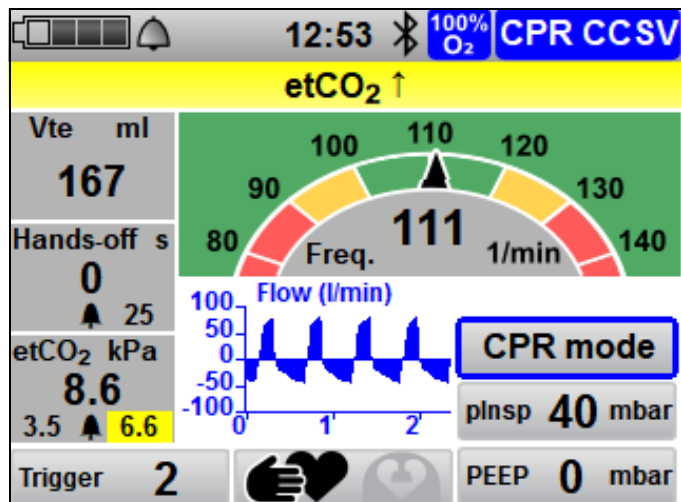 12:53 100% O₂ CPR CCSV
etCO₂ ↑
Vte ml
167
Hands-off s
0
25
etCO₂ kPa
8.6
3.5 6.6
80 90 100 110 120 130 140
111
Freq. 1/min
Flow (l/min)
100
50
0
-50
-100
0' 1' 2'
CPR mode
pInsp 40 mbar
Trigger 2
PEEP 0 mbar